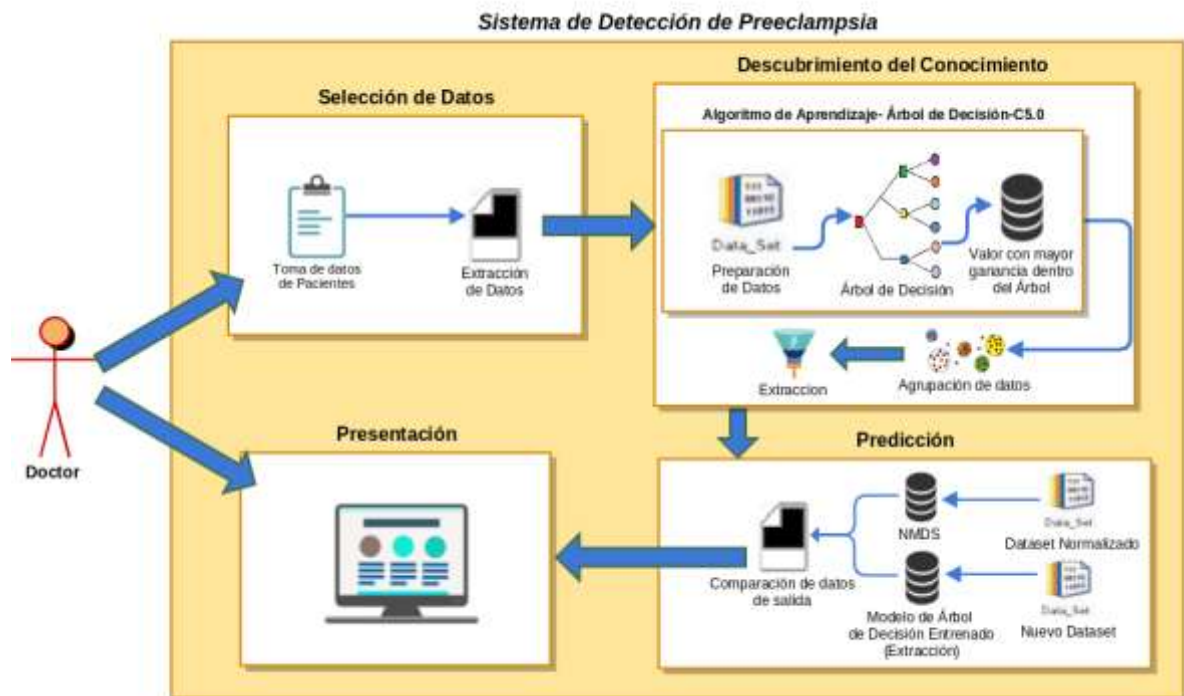 Sistema de Detección de Preeclampsia
Selección de Datos
Toma de datos
de Pacientes
Extracción
de Datos
Descubrimiento del Conocimiento
Algoritmo de Aprendizaje- Árbol de Decisión-C5.0
Data_Set
Preparación
de Datos
Árbol de Decisión
Valor con mayor
ganancia dentro
del Árbol
Extraccion
Agrupación de datos
Doctor
Presentación
Predicción
Comparación de datos
de salida
NMDS
Data_Set
Dataset Normalizado
Modelo de Árbol
de Decisión Entrenado
(Extracción)
Data_Set
Nuevo Dataset